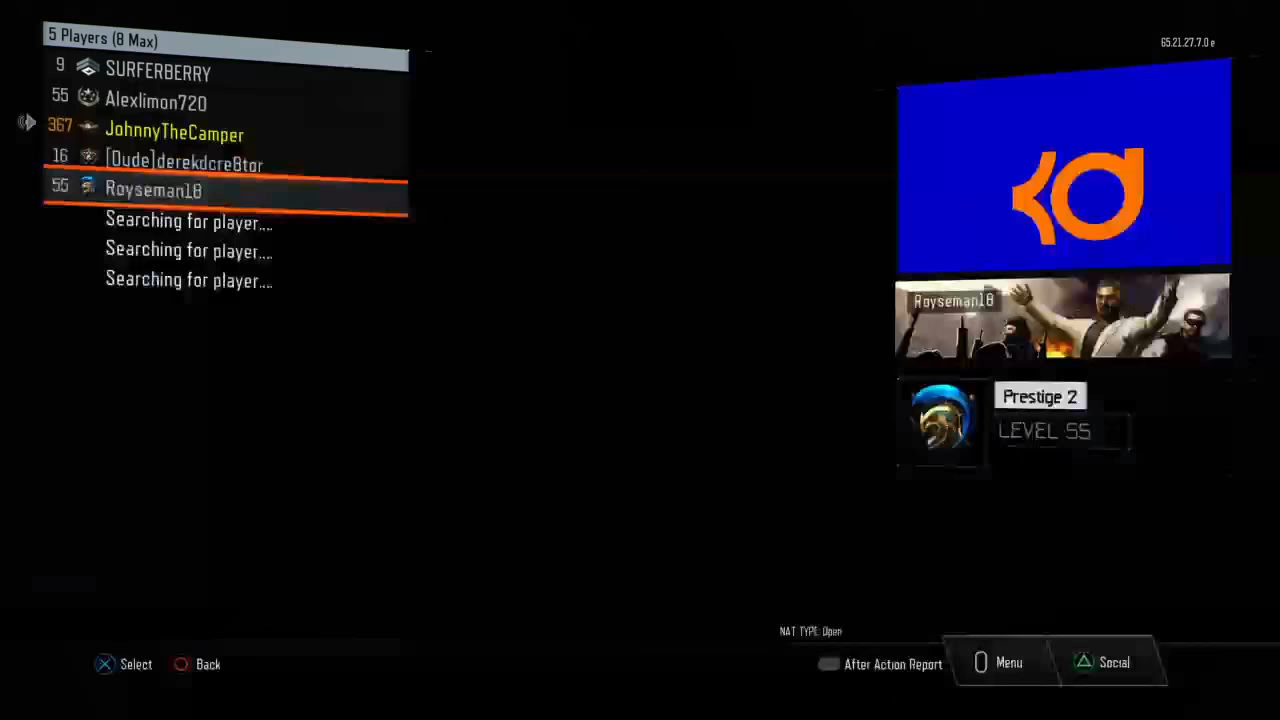 5 Players (8 Max)
65.21.27.7.0 e
9 SURFERBERRY
55 Alexlimon720
367 JohnnyTheCamper
16 [Dude]derekdcre8tor
55 Royseman18
Searching for player....
Searching for player....
Searching for player....
Royseman18
Prestige 2
LEVEL 55
NAT TYPE: Open
Select
Back
After Action Report
Menu
Social